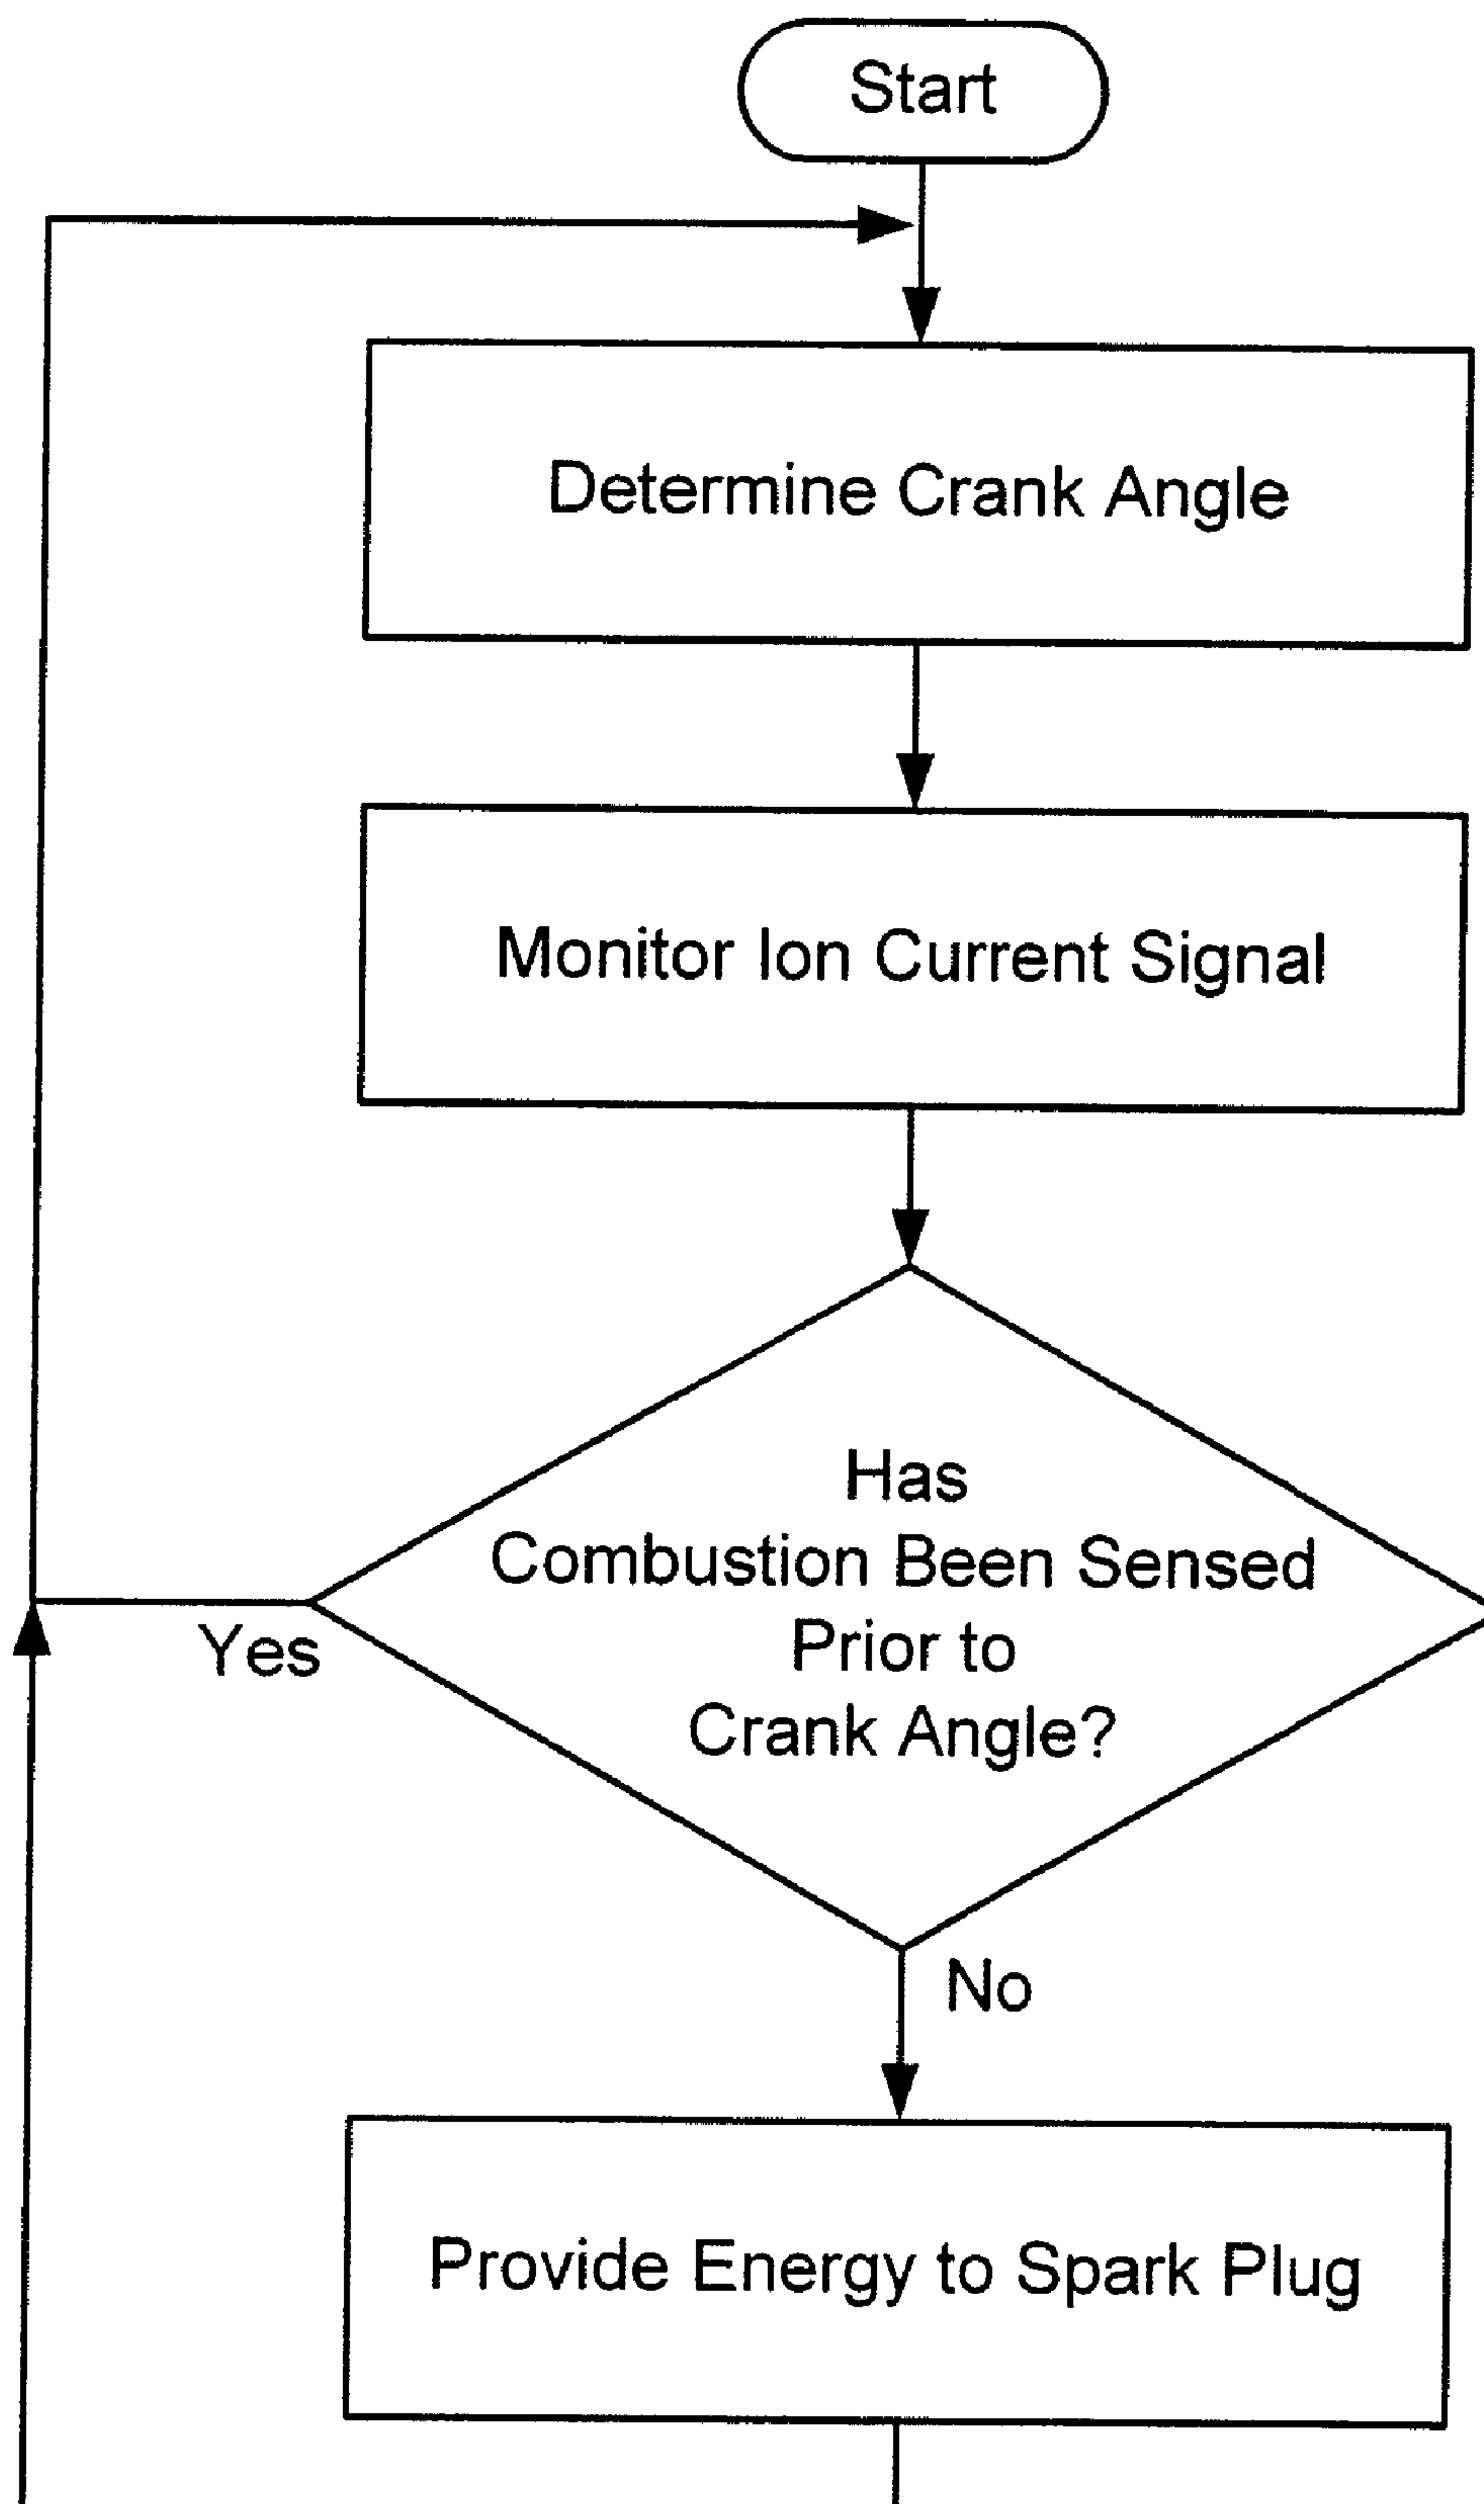 Start
Determine Crank Angle
Monitor Ion Current Signal
Has
Combustion Been Sensed
Prior to
Crank Angle?
Yes
No
Provide Energy to Spark Plug